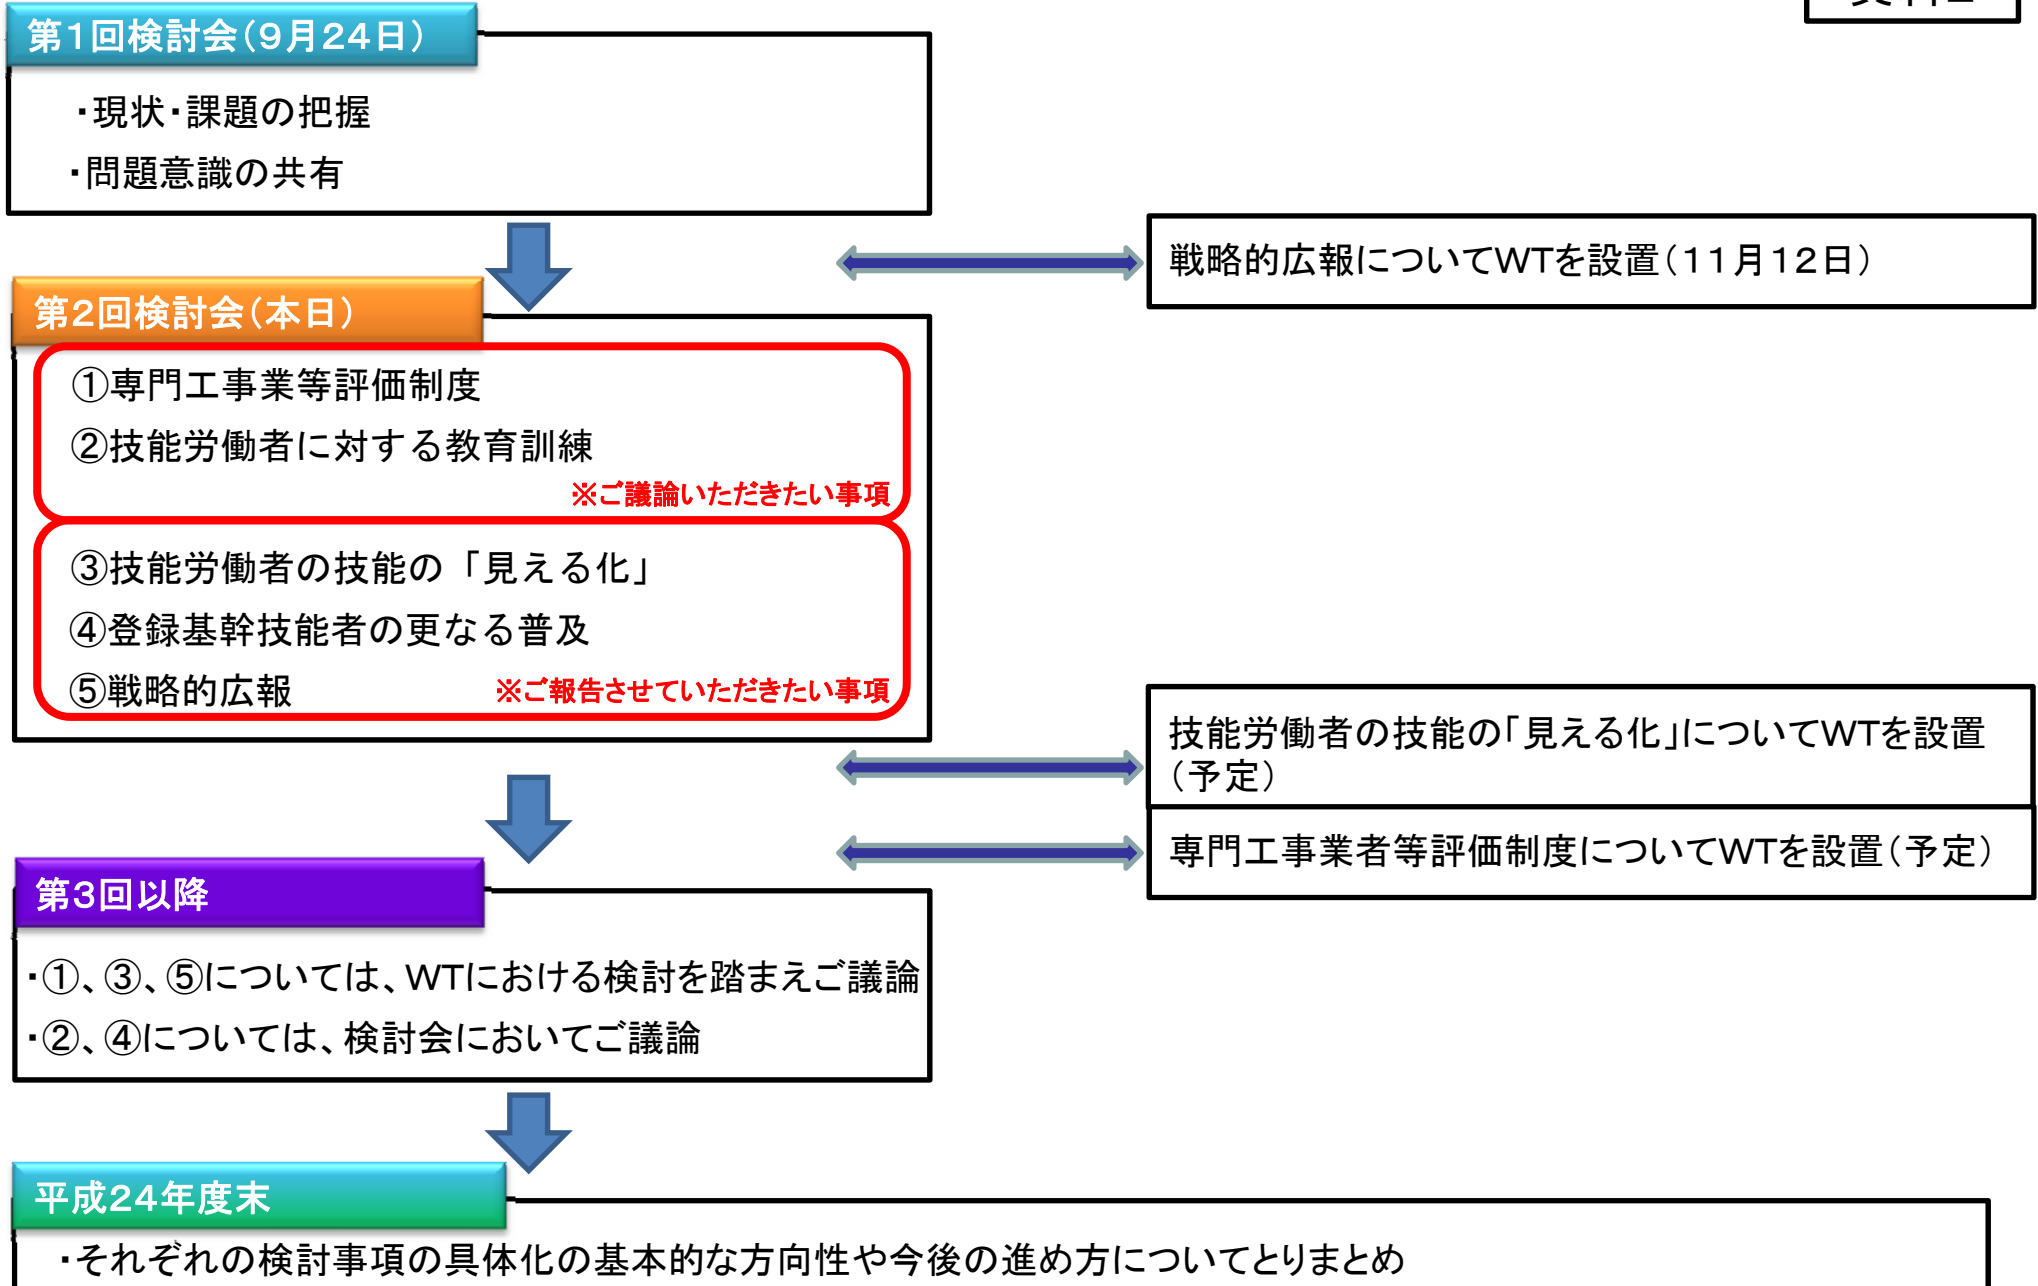 第1回検討会(9月24日)
・現状・課題の把握
・問題意識の共有
戦略的広報についてWTを設置(11月12日)
第2回検討会(本日)
①専門工事業等評価制度
②技能労働者に対する教育訓練
※ご議論いただきたい事項
③技能労働者の技能の「見える化」
④登録基幹技能者の更なる普及
⑤戦略的広報
※ご報告させていただきたい事項
技能労働者の技能の「見える化」についてWTを設置
(予定)
専門工事業者等評価制度についてWTを設置(予定)
第3回以降
・①、③、⑤については、WTにおける検討を踏まえご議論
・②、④については、検討会においてご議論
平成24年度末
・それぞれの検討事項の具体化の基本的な方向性や今後の進め方についてとりまとめ